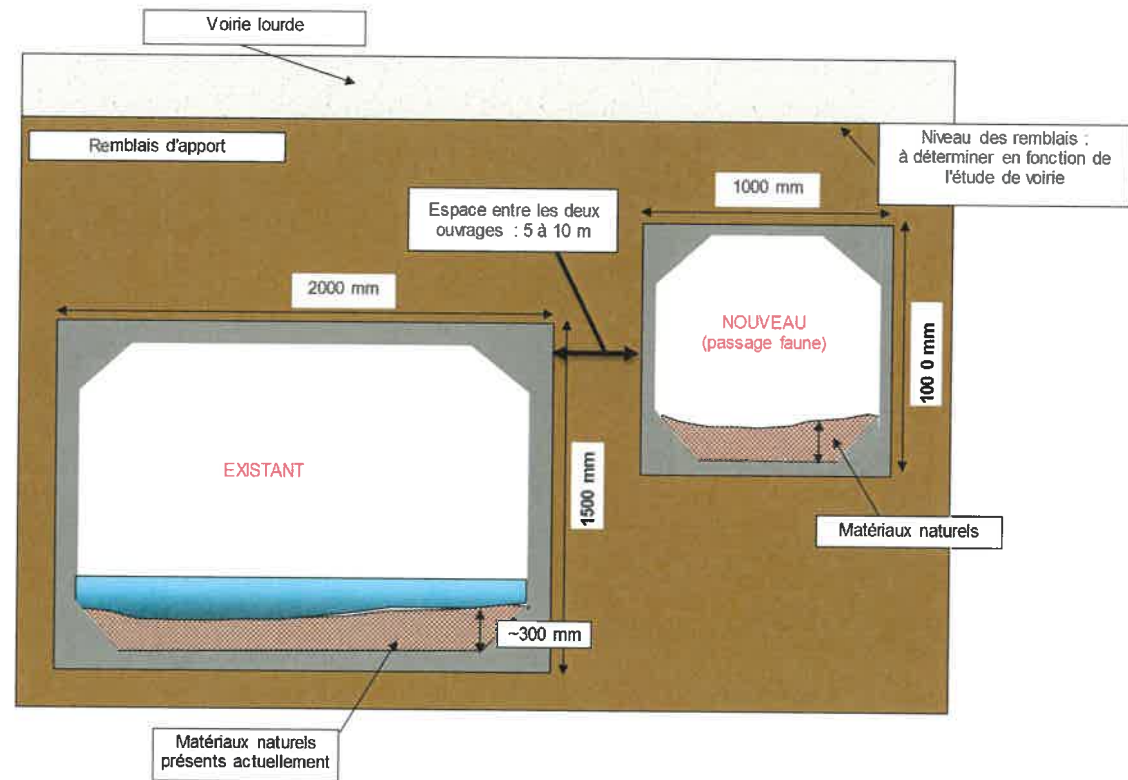 Voirie lourde
Remblais d'apport
Niveau des remblais :
à déterminer en fonction de
l'étude de voirie
1000 mm
Espace entre les deux
ouvrages : 5 à 10 m
2000 mm
NOUVEAU
(passage faune)
100 0 mm
EXISTANT
1500 mm
Matériaux naturels
~300 mm
Matériaux naturels
présents actuellement